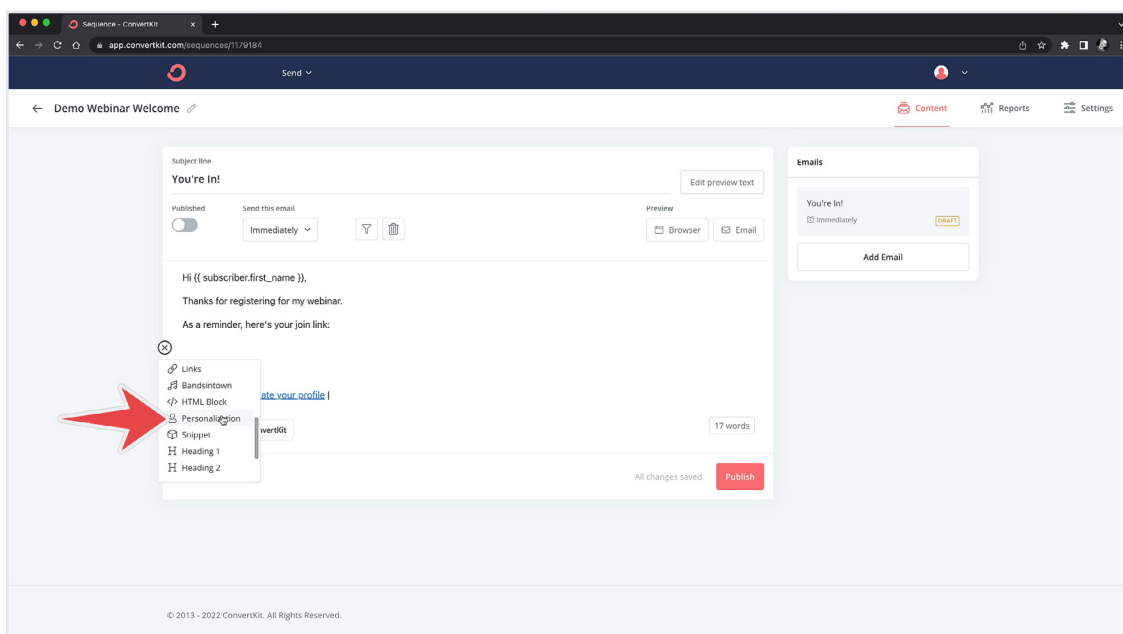 Sequence - ConvertKit
app.convertkit.com/sequences/1179184
Send
Demo Webinar Welcome
Content
Reports
Settings
Subject line
You're In!
Edit preview text
Published
Send this email
Immediately
Preview
Browser
Email
Hi {{ subscriber.first_name }},
Thanks for registering for my webinar.
As a reminder, here's your join link:
Links
Bandsintown
HTML Block
Personalization
Snippet
Heading 1
Heading 2
ate your profile |
nvertKit
17 words
All changes saved
Publish
Emails
You're In!
Immediately
DRAFT
Add Email
© 2013 - 2022 ConvertKit. All Rights Reserved.